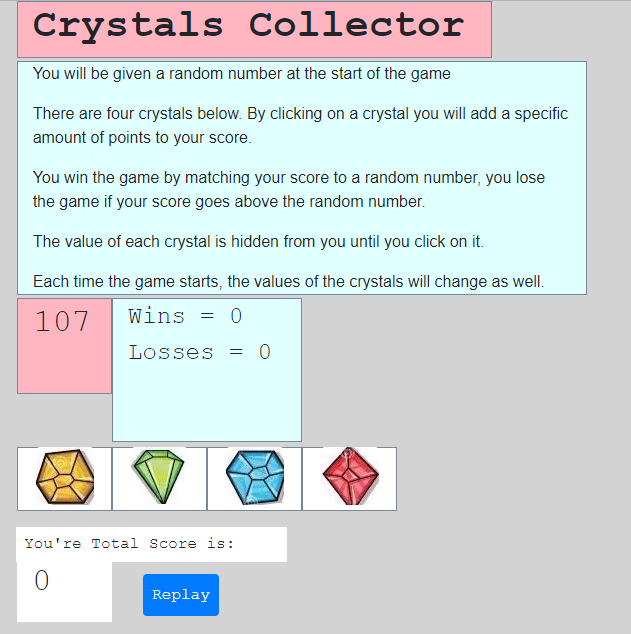 Crystals Collector
You will be given a random number at the start of the game
There are four crystals below. By clicking on a crystal you will add a specific
amount of points to your score.
You win the game by matching your score to a random number, you lose
the game if your score goes above the random number.
The value of each crystal is hidden from you until you click on it.
Each time the game starts, the values of the crystals will change as well.
107
Wins = 0
Losses = 0
You're Total Score is:
0
Replay